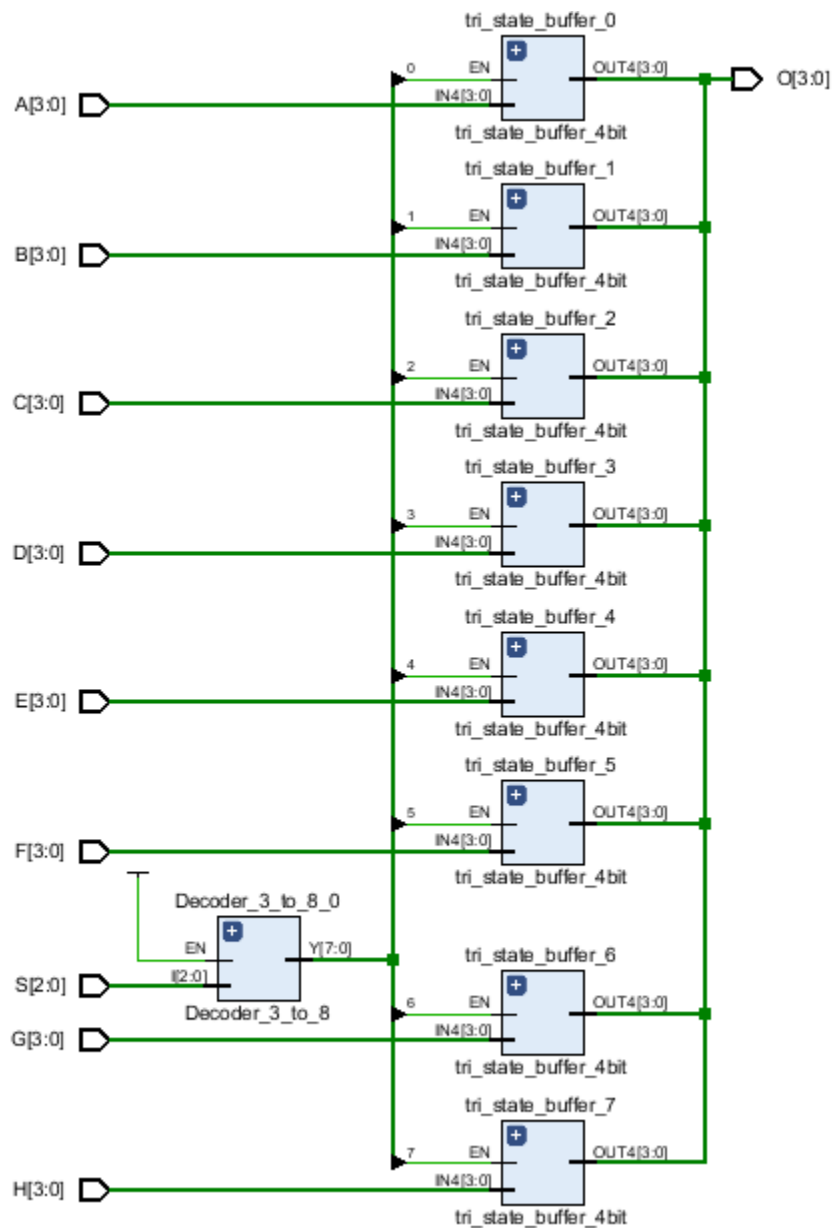 tri_state_buffer_0
0 EN OUT4[3:0] O[3:0]
A[3:0] IN4[3:0]
tri_state_buffer_4bit
tri_state_buffer_1
1 EN OUT4[3:0]
B[3:0] IN4[3:0]
tri_state_buffer_4bit
tri_state_buffer_2
2 EN OUT4[3:0]
C[3:0] IN4[3:0]
tri_state_buffer_4bit
tri_state_buffer_3
3 EN OUT4[3:0]
D[3:0] IN4[3:0]
tri_state_buffer_4bit
tri_state_buffer_4
4 EN OUT4[3:0]
E[3:0] IN4[3:0]
tri_state_buffer_4bit
tri_state_buffer_5
5 EN OUT4[3:0]
F[3:0] IN4[3:0]
tri_state_buffer_4bit
Decoder_3_to_8_0
EN Y[7:0]
S[2:0] I[2:0]
Decoder_3_to_8
tri_state_buffer_6
6 EN OUT4[3:0]
G[3:0] IN4[3:0]
tri_state_buffer_4bit
tri_state_buffer_7
7 EN OUT4[3:0]
H[3:0] IN4[3:0]
tri_state_buffer_4bit